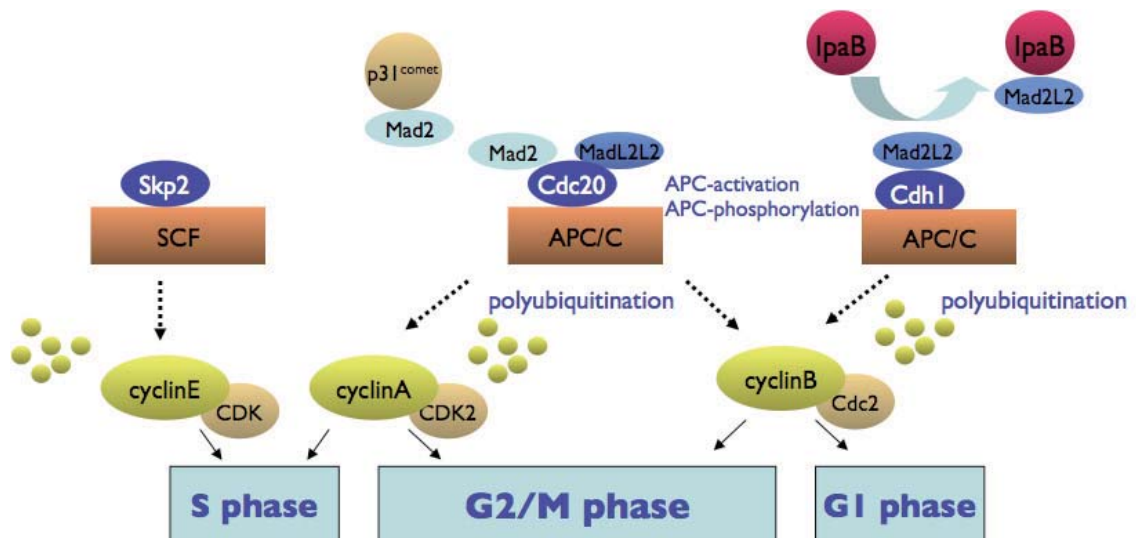 IpaB
IpaB
p31comet
Mad2L2
Mad2
Mad2
MadL2L2
Mad2L2
Skp2
Cdc20
APC-activation
APC-phosphorylation
Cdh1
SCF
APC/C
APC/C
polyubiquitination
polyubiquitination
cyclinE
CDK
cyclinA
CDK2
cyclinB
Cdc2
S phase
G2/M phase
G1 phase